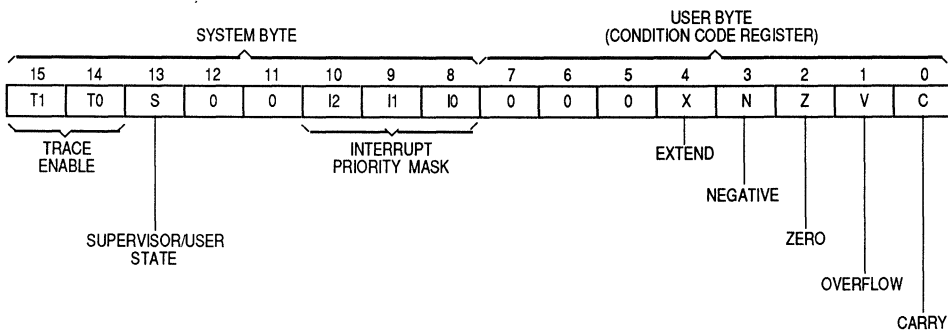 USER BYTE
SYSTEM BYTE (CONDITION CODE REGISTER)
15 14 13 12 11 10 9 8 7 6 5 4 3 2 1 0
T1 T0 S 0 0 I2 I1 I0 0 0 0 X N Z V C
TRACE
ENABLE
INTERRUPT
PRIORITY MASK
EXTEND
NEGATIVE
SUPERVISOR/USER
STATE
ZERO
OVERFLOW
CARRY